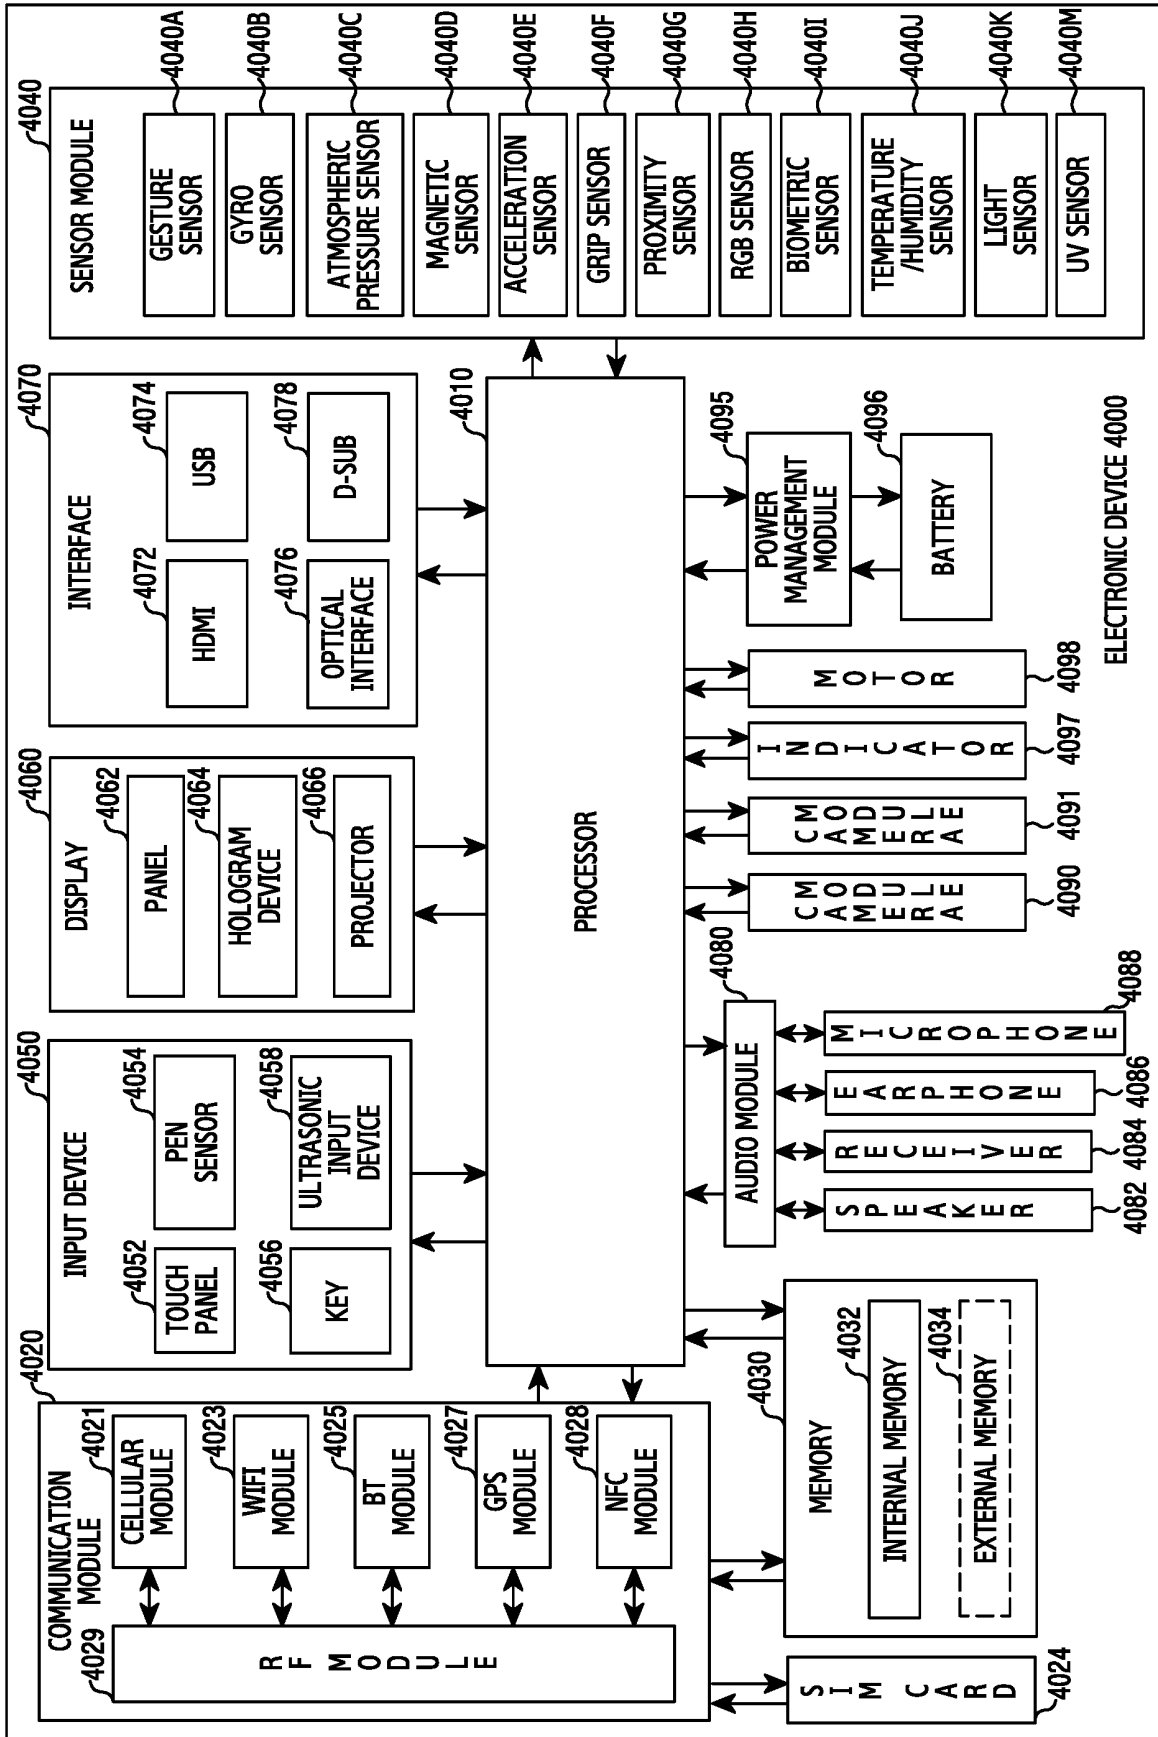 COMMUNICATION
MODULE
4020
4029
RF MODULE
4021
CELLULAR
MODULE
4023
WIFI
MODULE
4025
BT
MODULE
4027
GPS
MODULE
4028
NFC
MODULE
SIM CARD
4024
4030
MEMORY
4032
INTERNAL MEMORY
4034
EXTERNAL MEMORY
4050
INPUT DEVICE
4052
TOUCH
PANEL
4054
PEN
SENSOR
4056
KEY
4058
ULTRASONIC
INPUT
DEVICE
4060
DISPLAY
4062
PANEL
4064
HOLOGRAM
DEVICE
4066
PROJECTOR
4070
INTERFACE
4072
HDMI
4074
USB
4076
OPTICAL
INTERFACE
4078
D-SUB
4010
PROCESSOR
4040
SENSOR MODULE
GESTURE
SENSOR
4040A
GYRO
SENSOR
4040B
ATMOSPHERIC
PRESSURE SENSOR
4040C
MAGNETIC
SENSOR
4040D
ACCELERATION
SENSOR
4040E
GRIP SENSOR
4040F
PROXIMITY
SENSOR
4040G
RGB SENSOR
4040H
BIOMETRIC
SENSOR
4040I
TEMPERATURE
/HUMIDITY
SENSOR
4040J
LIGHT
SENSOR
4040K
UV SENSOR
4040M
4080
AUDIO MODULE
SPEAKER
4082
RECEIVER
4084
EARPHONE
4086
MICROPHONE
4088
CAMERA
MODULE
4090
CAMERA
MODULE
4091
INDICATOR
4097
MOTOR
4098
4095
POWER
MANAGEMENT
MODULE
4096
BATTERY
ELECTRONIC DEVICE 4000